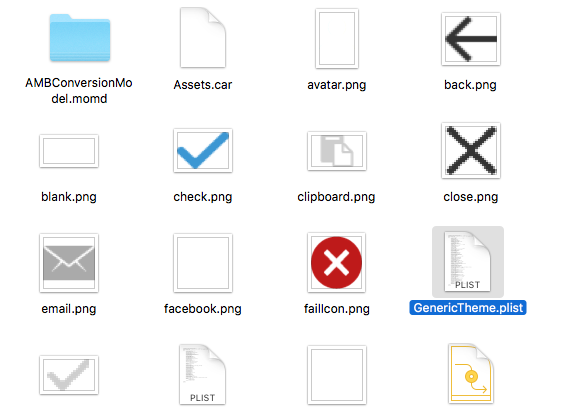 AMBConversionMo
del.momd
Assets.car
avatar.png
back.png
blank.png
check.png
clipboard.png
close.png
email.png
facebook.png
failIcon.png
PLIST
GenericTheme.plist
PLIST